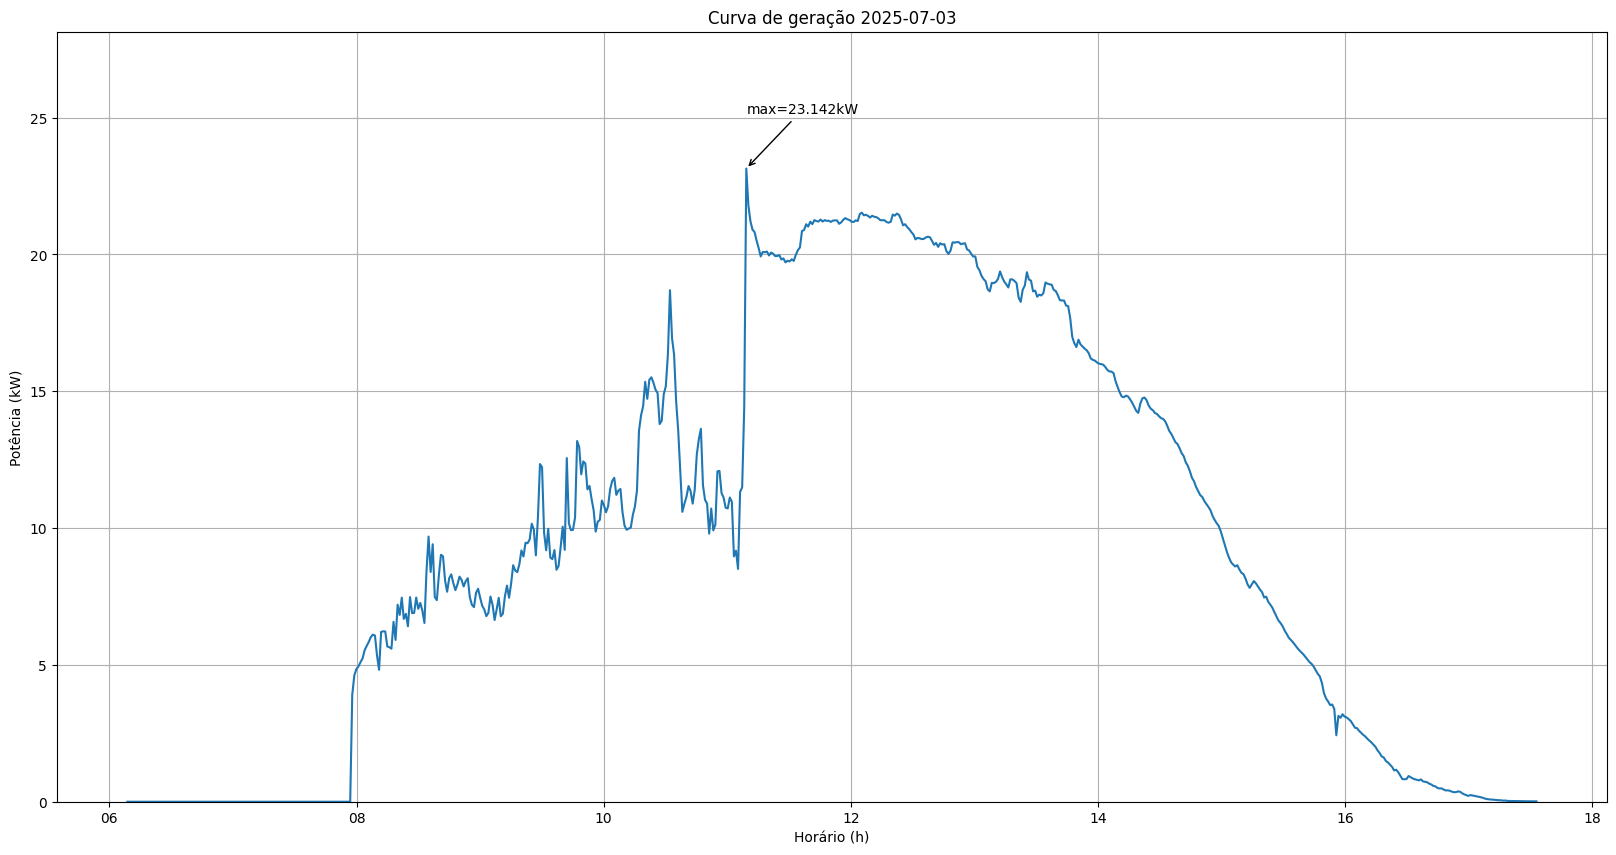 Curva de geração 2025-07-03
max=23.142kW
25
20
15
10
5
0
Potência (kW)
06 08 10 12 14 16 18
Horário (h)